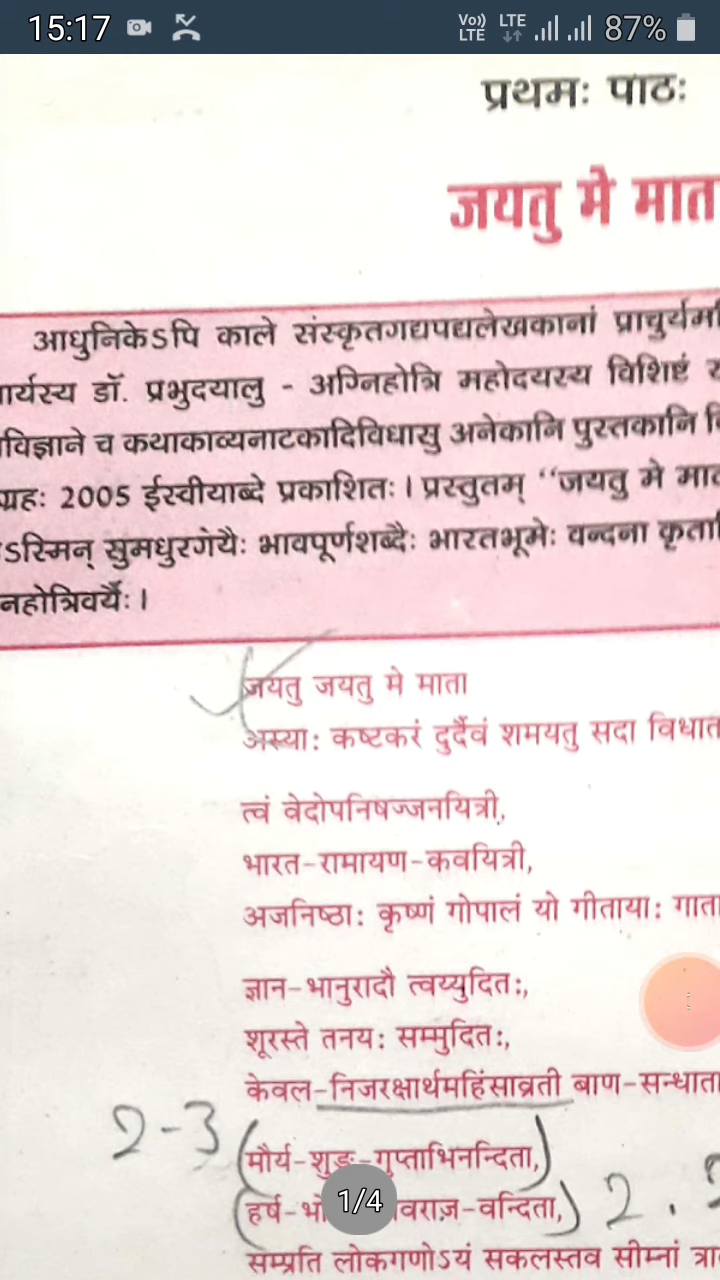 15:17 Vo)) LTE LTE 87%
प्रथमः पाठः
जयतु मे मात
आधुनिकेऽपि काले संस्कृतगद्यपद्यलेखकानां प्राचुर्यम
ार्यस्य डॉ. प्रभुदयालु - अग्निहोत्रि महोदयस्य विशिष्टं
विज्ञाने च कथाकाव्यनाटकादिविधासु अनेकानि पुस्तकानि
ग्रहः 2005 ईस्वीयाब्दे प्रकाशितः। प्रस्तुतम् “जयतु मे मा
ऽस्मिन् सुमधुरगेयैः भावपूर्णशब्दैः भारतभूमेः वन्दना कृता
नहोत्रिवर्यैः।
जयतु जयतु मे माता
अस्याः कष्टकरं दुर्दैवं शमयतु सदा विधात
त्वं वेदोपनिषज्जनयित्री,
भारत-रामायण-कवयित्री,
अजनिष्ठाः कृष्णं गोपालं यो गीतायाः गाता
ज्ञान-भानुरादौ त्वय्युदितः,
शूरस्ते तनयः सम्मुदितः,
केवल-निजरक्षार्थमहिंसाव्रती बाण-सन्धाता
2-3 (मौर्य-शुङ्ग-गुप्ताभिनन्दिता,)
(हर्ष-भो 1/4 वराज़-वन्दिता,) 2.
सम्प्रति लोकगणोऽयं सकलस्तव सीम्नां त्रा